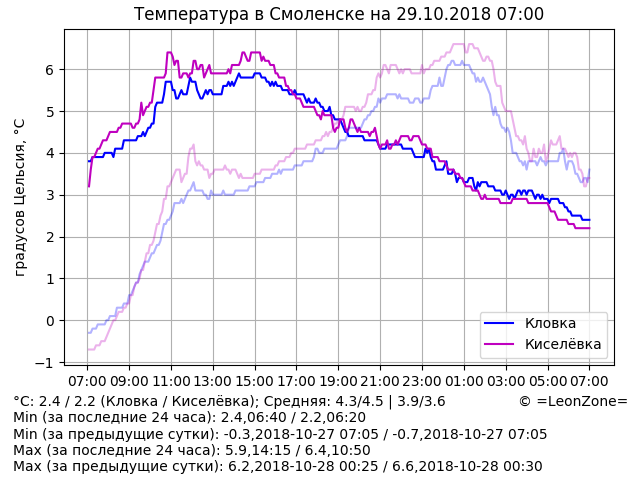 Температура в Смоленске на 29.10.2018 07:00
градусов Цельсия, °C
6
5
4
3
2
1
0
−1
07:00 09:00 11:00 13:00 15:00 17:00 19:00 21:00 23:00 01:00 03:00 05:00 07:00
Кловка
Киселёвка
°C: 2.4 / 2.2 (Кловка / Киселёвка); Средняя: 4.3/4.5 | 3.9/3.6 © =LeonZone=
Min (за последние 24 часа): 2.4,06:40 / 2.2,06:20
Min (за предыдущие сутки): -0.3,2018-10-27 07:05 / -0.7,2018-10-27 07:05
Max (за последние 24 часа): 5.9,14:15 / 6.4,10:50
Max (за предыдущие сутки): 6.2,2018-10-28 00:25 / 6.6,2018-10-28 00:30